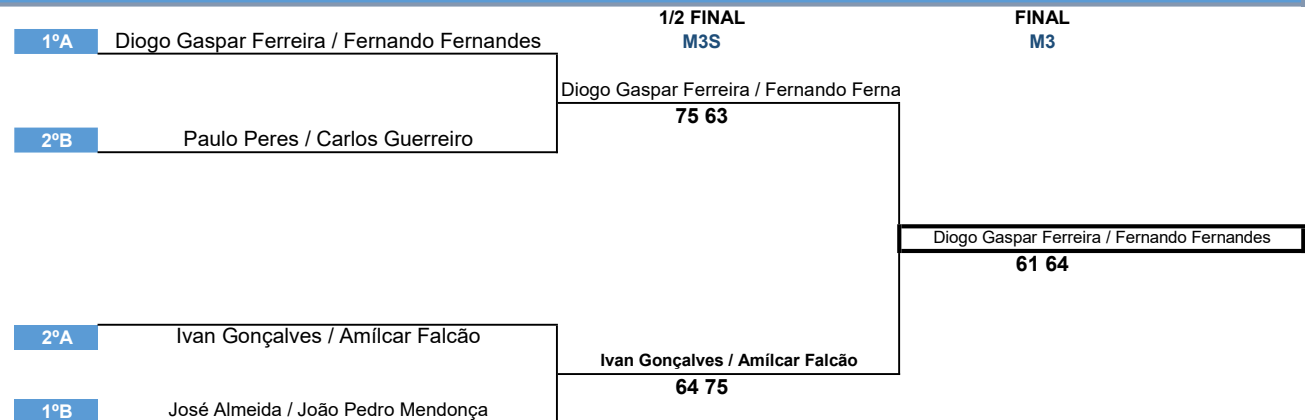 1/2 FINAL FINAL
1ºA Diogo Gaspar Ferreira / Fernando Fernandes M3S M3
Diogo Gaspar Ferreira / Fernando Ferna
75 63
2ºB Paulo Peres / Carlos Guerreiro
Diogo Gaspar Ferreira / Fernando Fernandes
61 64
2ºA Ivan Gonçalves / Amílcar Falcão
Ivan Gonçalves / Amílcar Falcão
64 75
1ºB José Almeida / João Pedro Mendonça